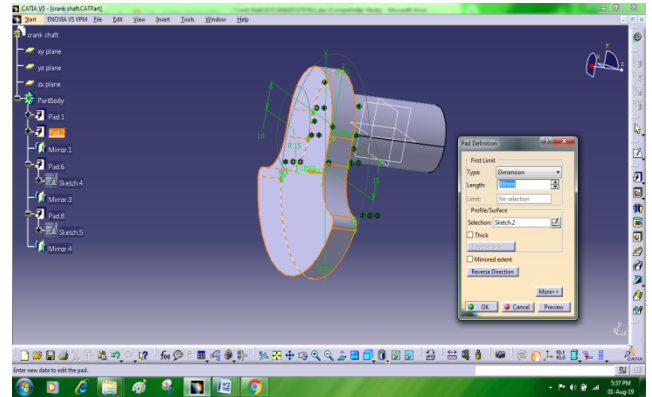 CATIA V5 - [crank shaft.CATPart]
Start ENOVIA V5 VPM File Edit View Insert Tools Window Help
crank shaft
xy plane
yz plane
zx plane
PartBody
Pad.1
Mirror.1
Pad.6
Sketch.4
Mirror.3
Pad.8
Sketch.5
Mirror.4
R 15
10
15
y
z
Pad Definition
First Limit
Type: Dimension
Length:
Limit: No selection
Profile/Surface
Selection: Sketch.2
Thick
Mirrored extent
Reverse Direction
More>>
OK Cancel Preview
Enter new data to edit the pad.
CATIA
5:37 PM
01-Aug-19